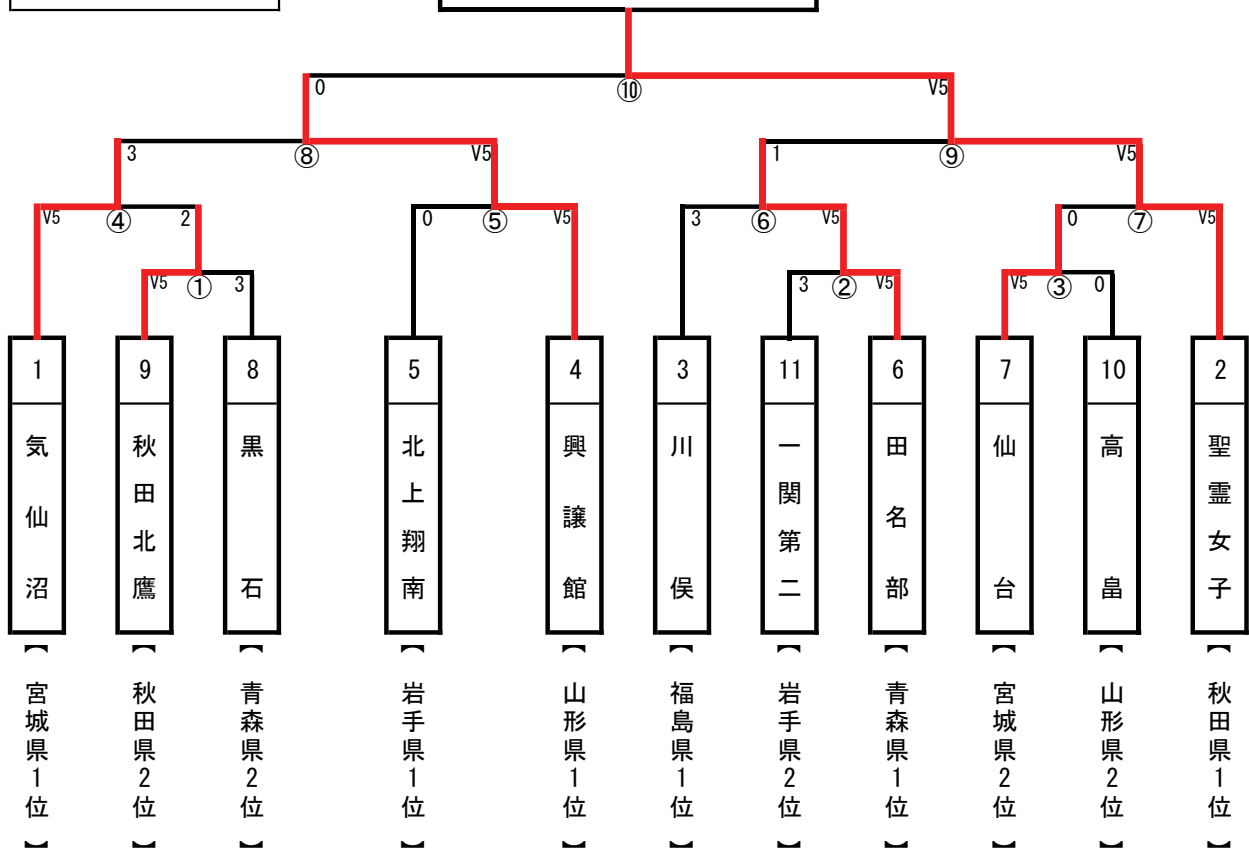 0 ⑩ V5
3 ⑧ V5 1 ⑨ V5
V5 ④ 2 0 ⑤ V5 3 ⑥ V5 0 ⑦ V5
V5 ① 3 3 ② V5 V5 ③ 0
1 9 8 5 4 3 11 6 7 10 2
気仙沼
秋田北鷹
黒石
北上翔南
興譲館
川俣
一関第二
田名部
仙台
高畠
聖霊女子
【宮城県1位】
【秋田県2位】
【青森県2位】
【岩手県1位】
【山形県1位】
【福島県1位】
【岩手県2位】
【青森県1位】
【宮城県2位】
【山形県2位】
【秋田県1位】